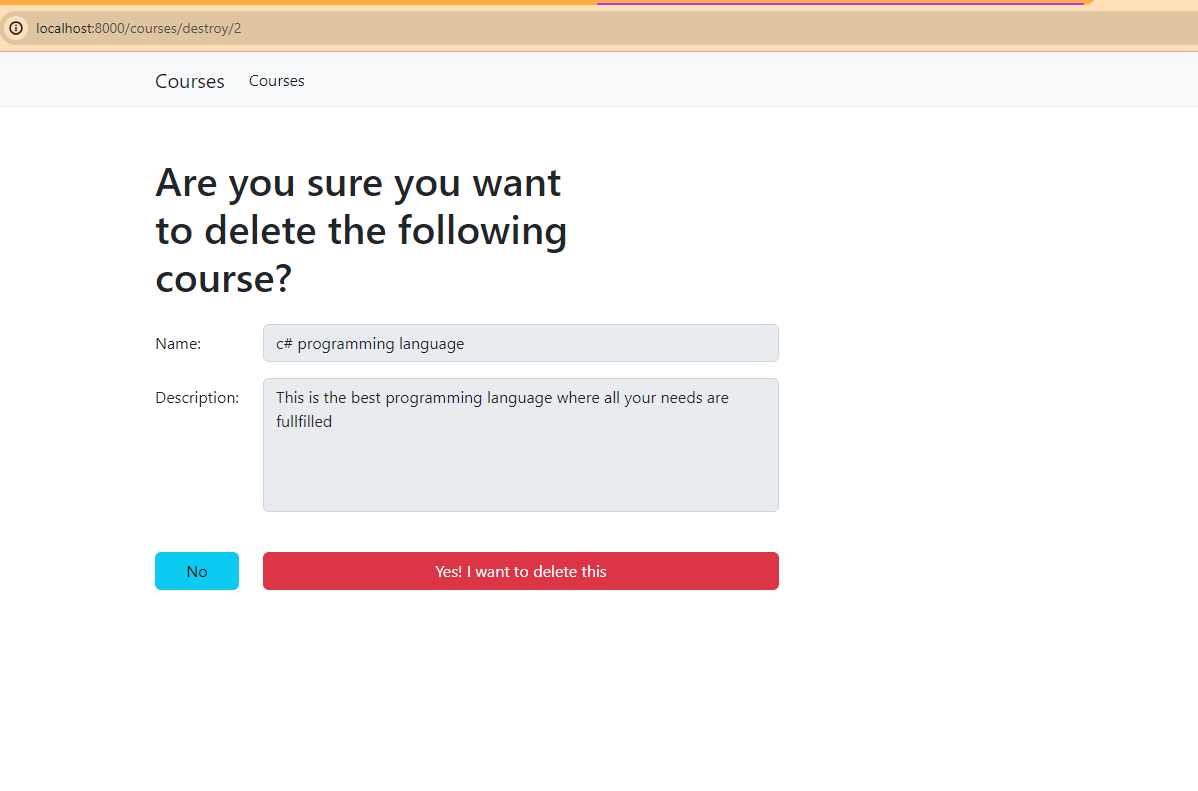 localhost:8000/courses/destroy/2
Courses Courses
Are you sure you want
to delete the following
course?
Name: c# programming language
Description: This is the best programming language where all your needs are
fullfilled
No Yes! I want to delete this